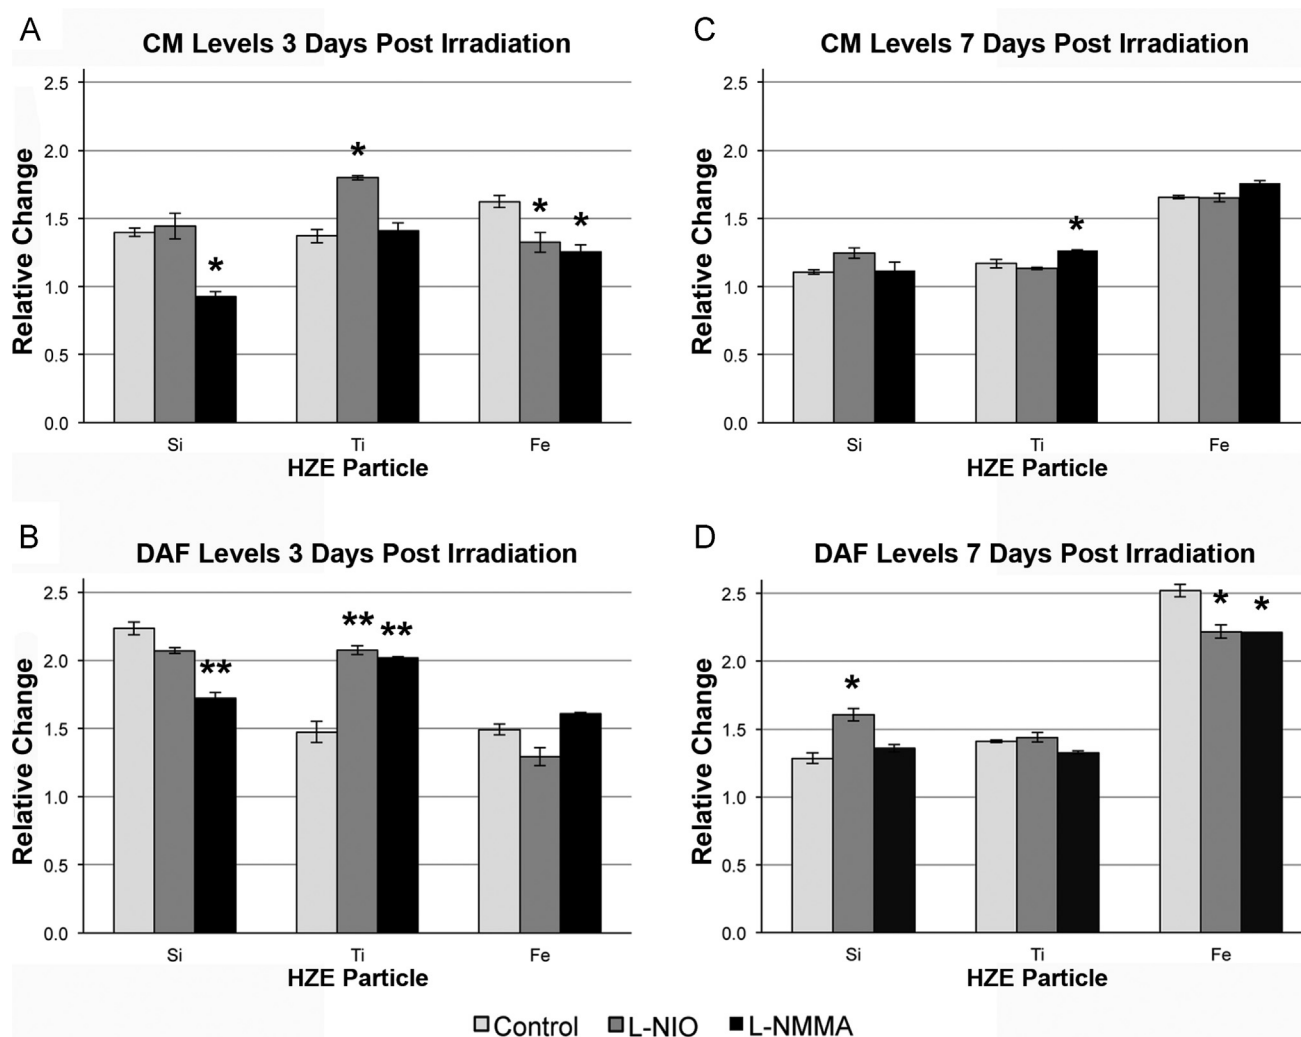 A
CM Levels 3 Days Post Irradiation
Relative Change
2.5
2.0
1.5
1.0
0.5
0.0
*
*
*
*
Si
Ti
Fe
HZE Particle
C
CM Levels 7 Days Post Irradiation
Relative Change
2.5
2.0
1.5
1.0
0.5
0.0
*
Si
Ti
Fe
HZE Particle
B
DAF Levels 3 Days Post Irradiation
Relative Change
2.5
2.0
1.5
1.0
0.5
0.0
**
**
**
Si
Ti
Fe
HZE Particle
D
DAF Levels 7 Days Post Irradiation
Relative Change
2.5
2.0
1.5
1.0
0.5
0.0
*
*
*
Si
Ti
Fe
HZE Particle
Control L-NIO L-NMMA